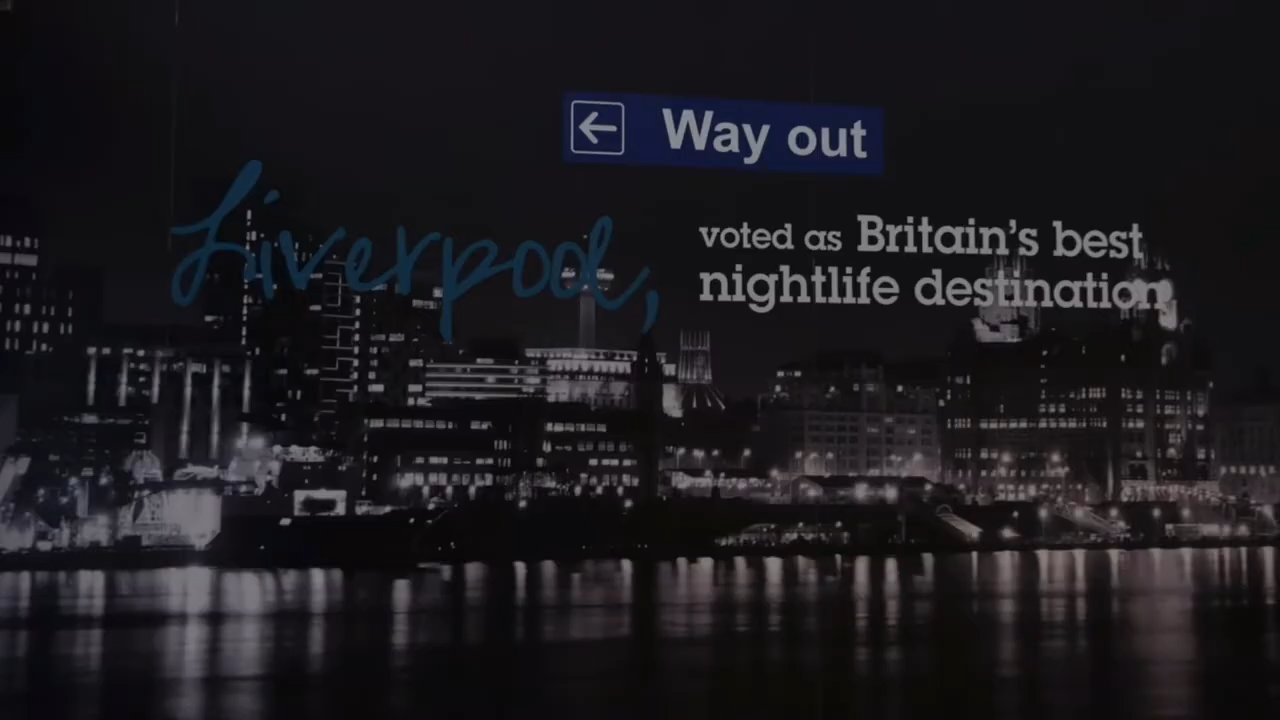 Way out
Liverpool,
voted as Britain's best
nightlife destination